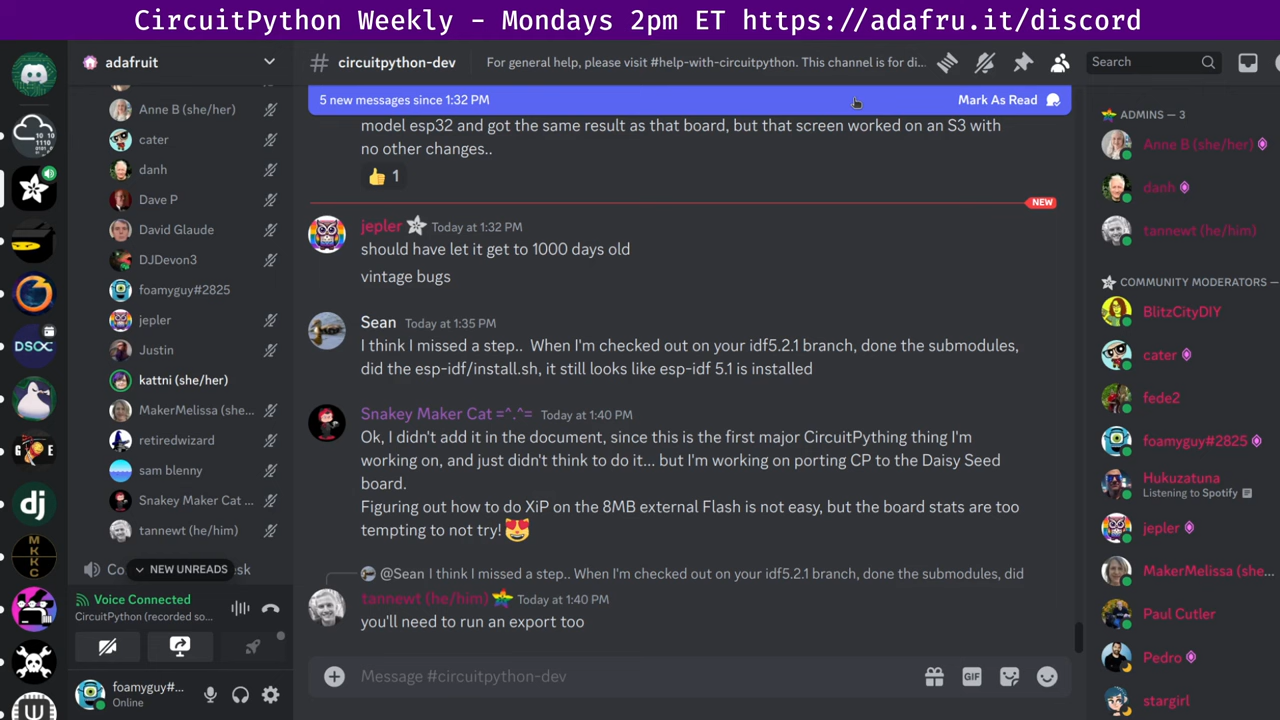 CircuitPython Weekly - Mondays 2pm ET https://adafru.it/discord
adafruit
Anne B (she/her)
cater
danh
Dave P
David Glaude
DJDevon3
foamyguy#2825
jepler
Justin
kattni (she/her)
MakerMelissa (she...
retiredwizard
sam blenny
Snakey Maker Cat ...
tannewt (he/him)
Co
NEW UNREADS
sk
Voice Connected
CircuitPython (recorded so...
foamyguy#...
Online
circuitpython-dev
For general help, please visit #help-with-circuitpython. This channel is for di...
Search
5 new messages since 1:32 PM
Mark As Read
model esp32 and got the same result as that board, but that screen worked on an S3 with
no other changes..
1
NEW
jepler Today at 1:32 PM
should have let it get to 1000 days old
vintage bugs
Sean Today at 1:35 PM
I think I missed a step.. When I'm checked out on your idf5.2.1 branch, done the submodules,
did the esp-idf/install.sh, it still looks like esp-idf 5.1 is installed
Snakey Maker Cat =^.^= Today at 1:40 PM
Ok, I didn't add it in the document, since this is the first major CircuitPything thing I'm
working on, and just didn't think to do it... but I'm working on porting CP to the Daisy Seed
board.
Figuring out how to do XiP on the 8MB external Flash is not easy, but the board stats are too
tempting to not try!
@Sean I think I missed a step.. When I'm checked out on your idf5.2.1 branch, done the submodules, did
tannewt (he/him) Today at 1:40 PM
you'll need to run an export too
Message #circuitpython-dev
GIF
ADMINS — 3
Anne B (she/her)
danh
tannewt (he/him)
COMMUNITY MODERATORS —
BlitzCityDIY
cater
fede2
foamyguy#2825
Hukuzatuna
Listening to Spotify
jepler
MakerMelissa (she...
Paul Cutler
Pedro
stargirl